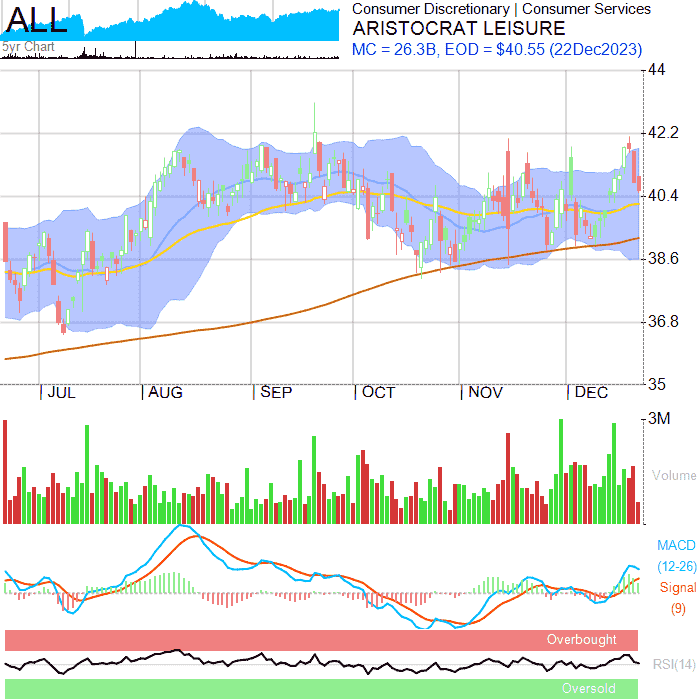 ALL
5yr Chart
Consumer Discretionary | Consumer Services
ARISTOCRAT LEISURE
MC = 26.3B, EOD = $40.55 (22Dec2023)
44
42.2
40.4
38.6
36.8
35
| JUL | AUG | SEP | OCT | NOV | DEC
3M
Volume
MACD
(12-26)
Signal
(9)
Overbought
RSI(14)
Oversold